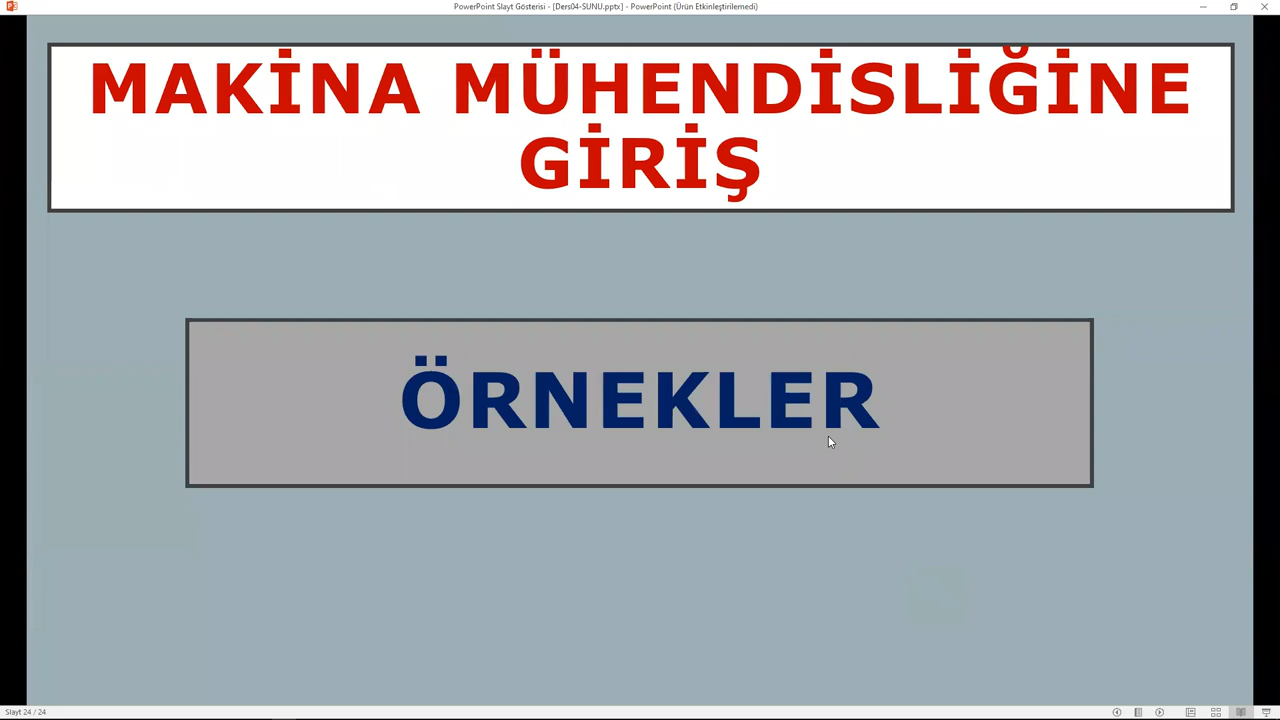 PowerPoint Slayt Gösterisi - [Ders04-SUNU.pptx] - PowerPoint (Ürün Etkinleştirilemedi)
MAKİNA MÜHENDİSLİĞİNE
GİRİŞ
ÖRNEKLER
Slayt 24 / 24